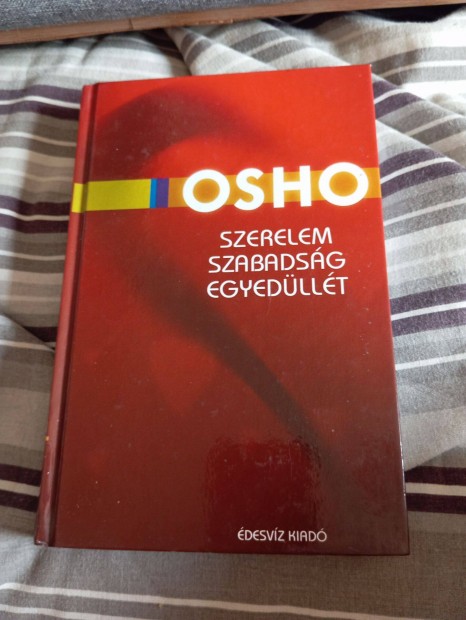 OSHO
SZERELEM
SZABADSÁG
EGYEDÜLLÉT
ÉDESVÍZ KIADÓ